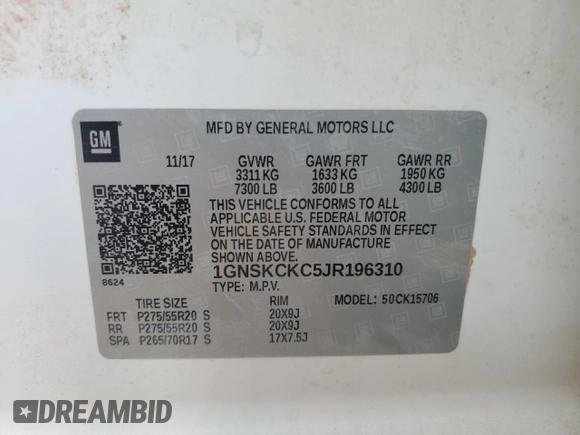 GM
MFD BY GENERAL MOTORS LLC
11/17 GVWR GAWR FRT GAWR RR
3311 KG 1633 KG 1950 KG
7300 LB 3600 LB 4300 LB
THIS VEHICLE CONFORMS TO ALL
APPLICABLE U.S. FEDERAL MOTOR
VEHICLE SAFETY STANDARDS IN EFFECT
ON THE DATE OF MANUFACTURE
SHOWN ABOVE.
8624
1GNSKCKC5JR196310
TYPE: M.P.V.
TIRE SIZE RIM MODEL: 50CK15706
FRT P275/55R20 S 20X9J
RR P275/55R20 S 20X9J
SPA P265/70R17 S 17X7.5J
DREAMBID